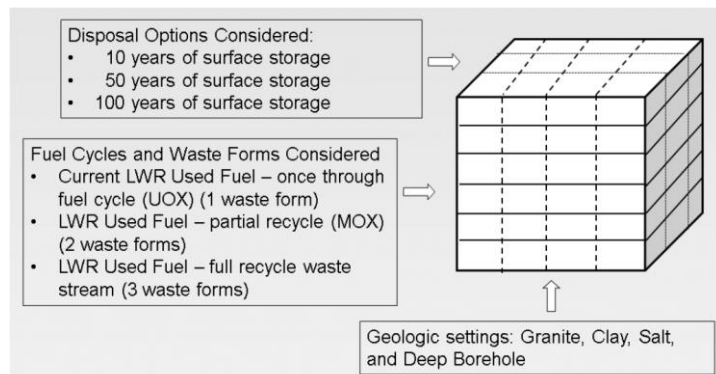 Disposal Options Considered:
• 10 years of surface storage
• 50 years of surface storage
• 100 years of surface storage
Fuel Cycles and Waste Forms Considered
• Current LWR Used Fuel – once through
fuel cycle (UOX) (1 waste form)
• LWR Used Fuel – partial recycle (MOX)
(2 waste forms)
• LWR Used Fuel – full recycle waste
stream (3 waste forms)
Geologic settings: Granite, Clay, Salt,
and Deep Borehole